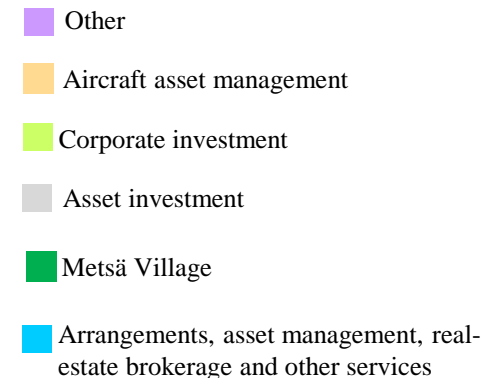 Other
Aircraft asset management
Corporate investment
Asset investment
Metsä Village
Arrangements, asset management, real-
estate brokerage and other services